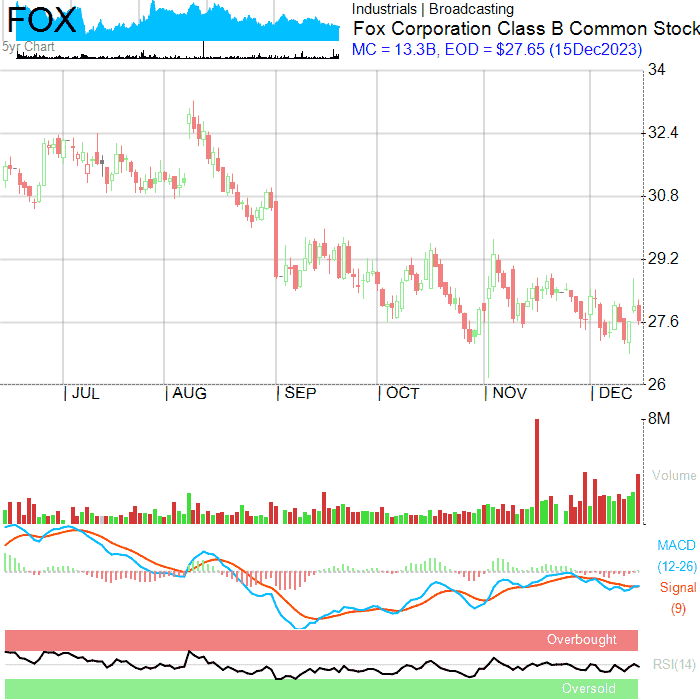 FOX
5yr Chart
Industrials | Broadcasting
Fox Corporation Class B Common Stock
MC = 13.3B, EOD = $27.65 (15Dec2023)
34
32.4
30.8
29.2
27.6
26
| JUL | AUG | SEP | OCT | NOV | DEC
8M
Volume
MACD
(12-26)
Signal
(9)
Overbought
RSI(14)
Oversold